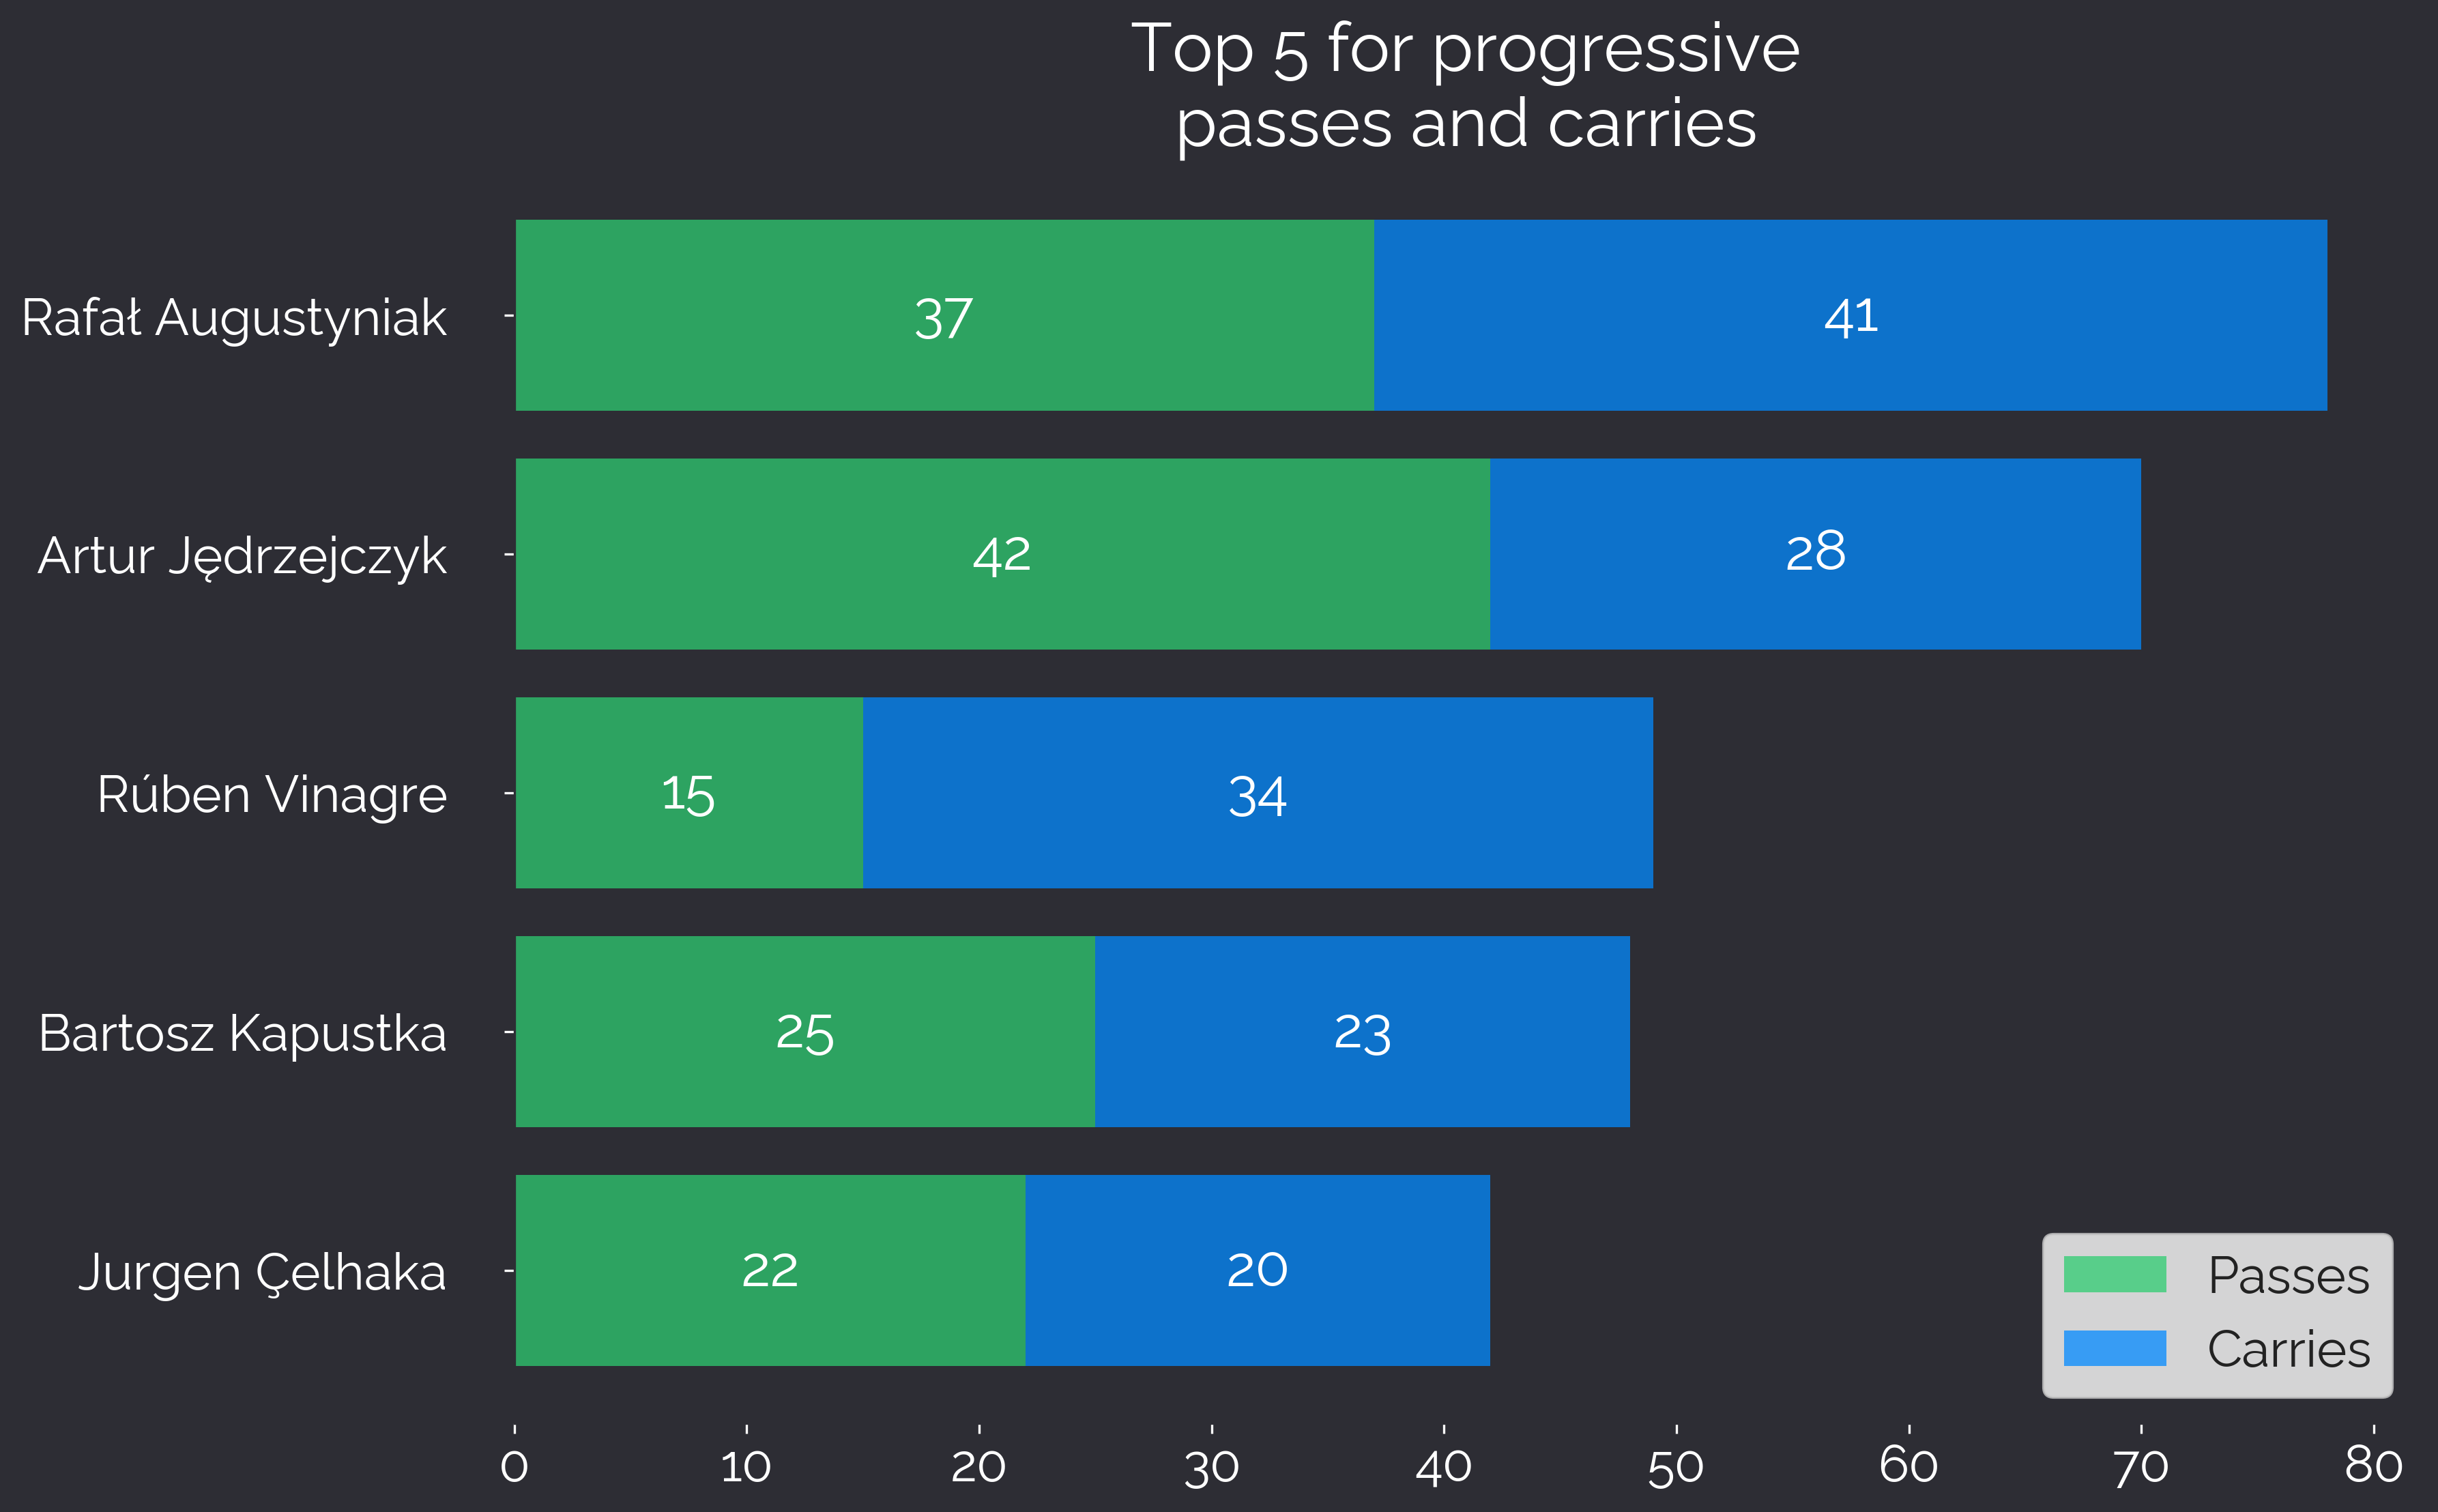 Top 5 for progressive
passes and carries
Rafał Augustyniak 37 41
Artur Jędrzejczyk 42 28
Rúben Vinagre 15 34
Bartosz Kapustka 25 23
Jurgen Çelhaka 22 20
Passes
Carries
0 10 20 30 40 50 60 70 80